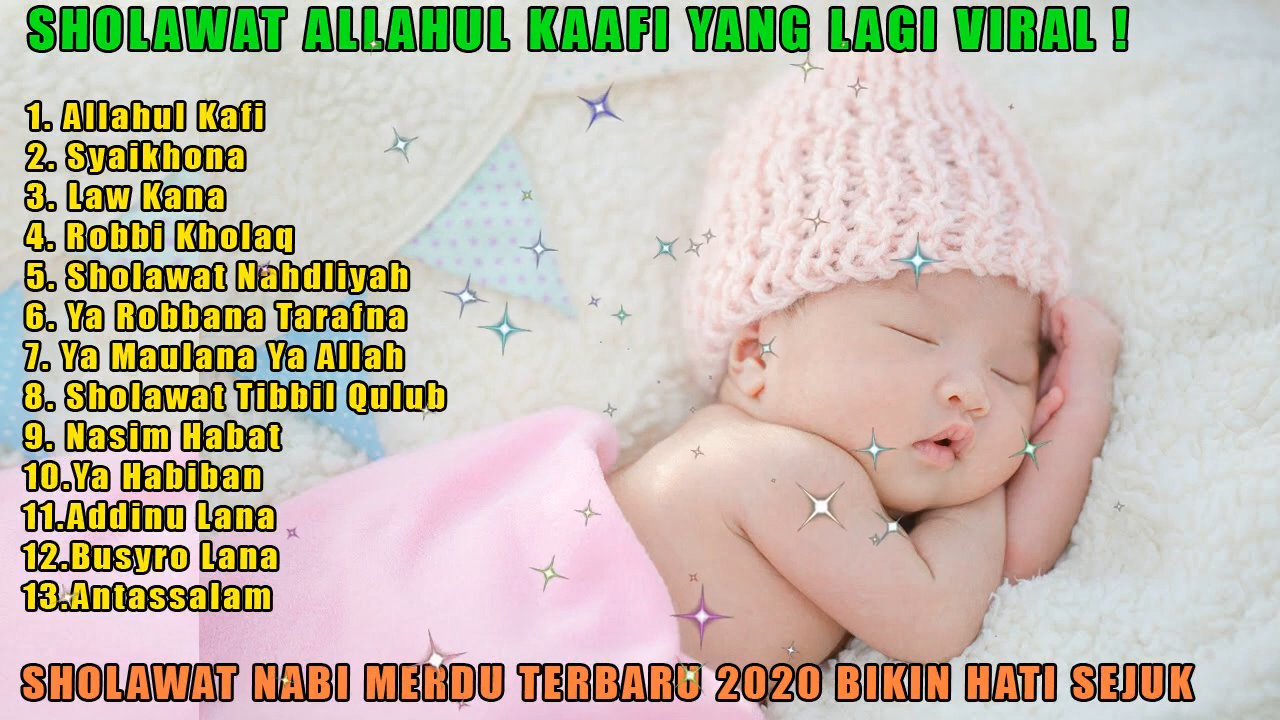 SHOLAWAT ALLAHUL KAAFI YANG LAGI VIRAL !
1. Allahul Kafi
2. Syaikhona
3. Law Kana
4. Robbi Kholaq
5. Sholawat Nahdliyah
6. Ya Robbana Tarafna
7. Ya Maulana Ya Allah
8. Sholawat Tibbil Qulub
9. Nasim Habat
10.Ya Habiban
11.Addinu Lana
12.Busyro Lana
13.Antassalam
SHOLAWAT NABI MERDU TERBARU 2020 BIKIN HATI SEJUK